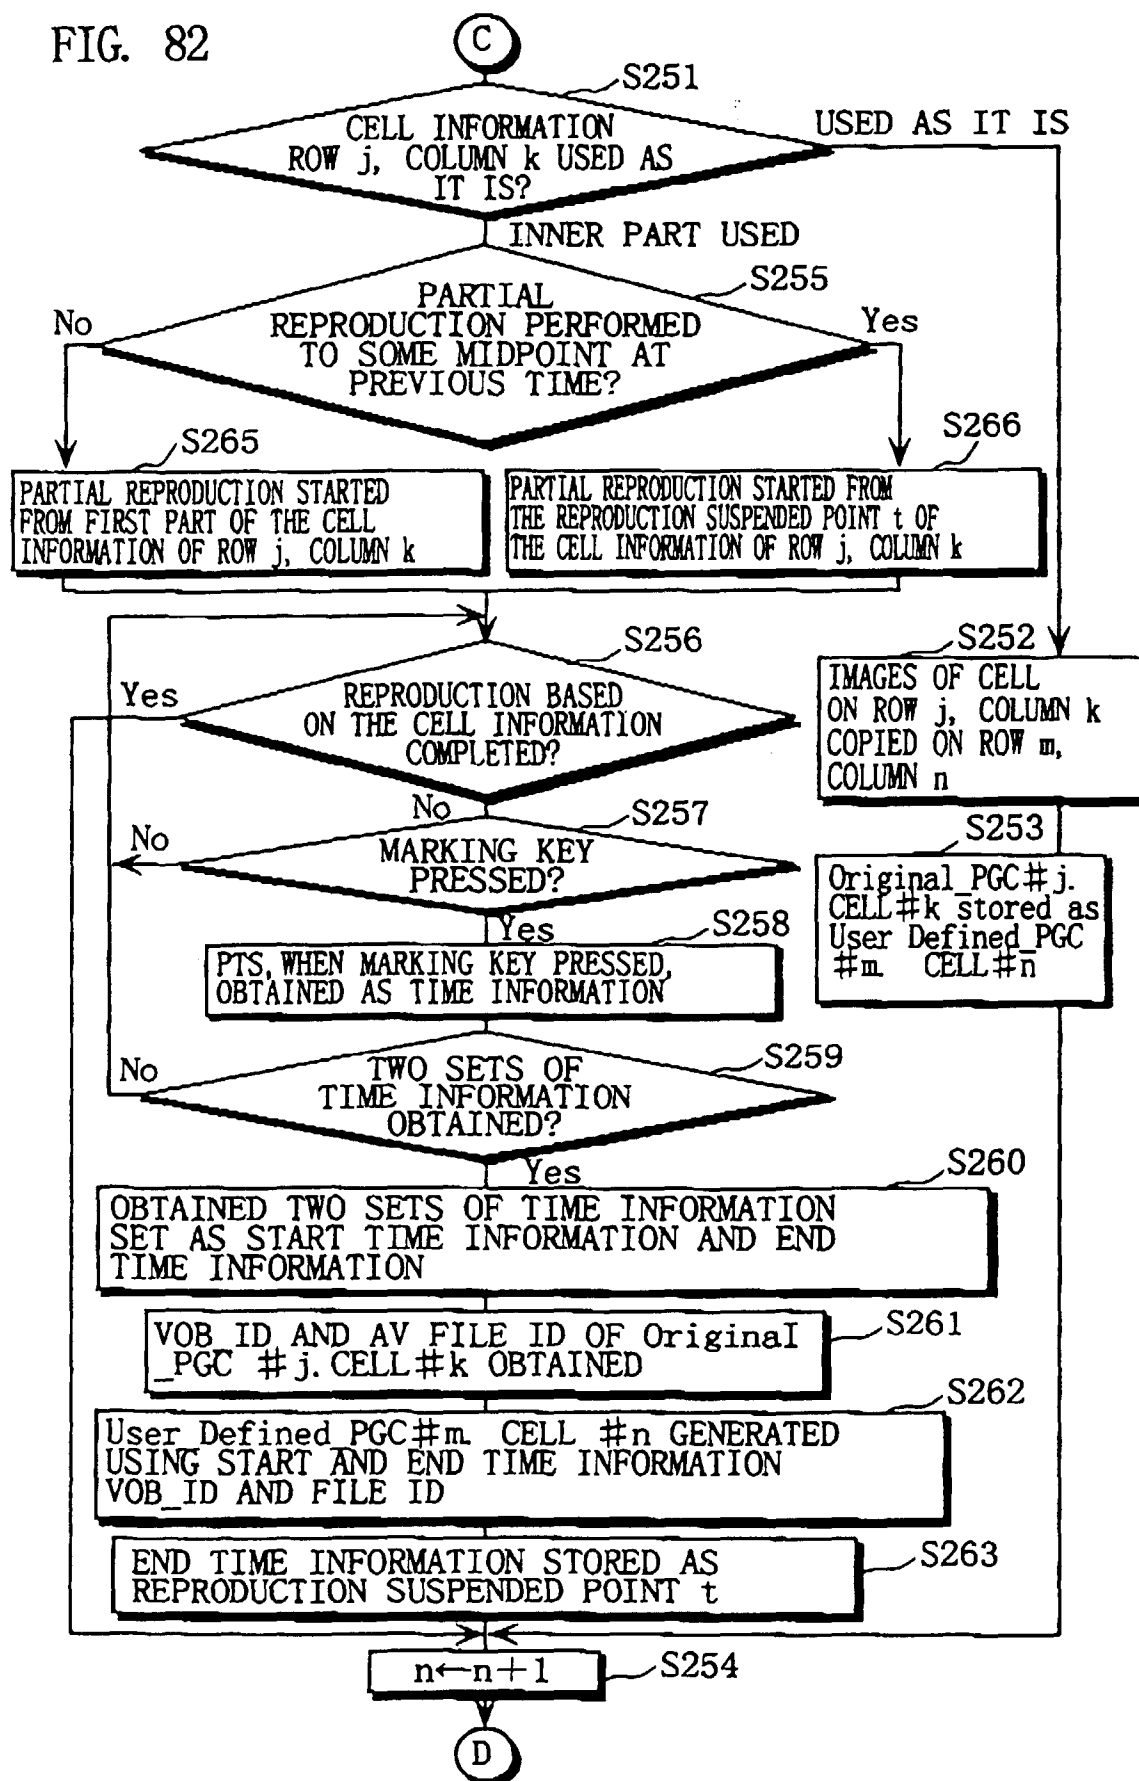 FIG. 82
C
S251
CELL INFORMATION
ROW j, COLUMN k USED AS
IT IS?
USED AS IT IS
INNER PART USED
S255
PARTIAL
REPRODUCTION PERFORMED
TO SOME MIDPOINT AT
PREVIOUS TIME?
No
Yes
S265
PARTIAL REPRODUCTION STARTED
FROM FIRST PART OF THE CELL
INFORMATION OF ROW j, COLUMN k
S266
PARTIAL REPRODUCTION STARTED FROM
THE REPRODUCTION SUSPENDED POINT t OF
THE CELL INFORMATION OF ROW j, COLUMN k
S256
REPRODUCTION BASED
ON THE CELL INFORMATION
COMPLETED?
Yes
No
S252
IMAGES OF CELL
ON ROW j, COLUMN k
COPIED ON ROW m,
COLUMN n
S257
MARKING KEY
PRESSED?
No
Yes
S253
Original_PGC#j.
CELL#k stored as
User Defined_PGC
#m. CELL#n
S258
PTS, WHEN MARKING KEY PRESSED,
OBTAINED AS TIME INFORMATION
S259
TWO SETS OF
TIME INFORMATION
OBTAINED?
No
Yes
S260
OBTAINED TWO SETS OF TIME INFORMATION
SET AS START TIME INFORMATION AND END
TIME INFORMATION
S261
VOB_ID AND AV FILE ID OF Original
_PGC #j. CELL#k OBTAINED
S262
User Defined_PGC#m. CELL #n GENERATED
USING START AND END TIME INFORMATION
VOB_ID AND FILE ID
S263
END TIME INFORMATION STORED AS
REPRODUCTION SUSPENDED POINT t
S254
n←n+1
D